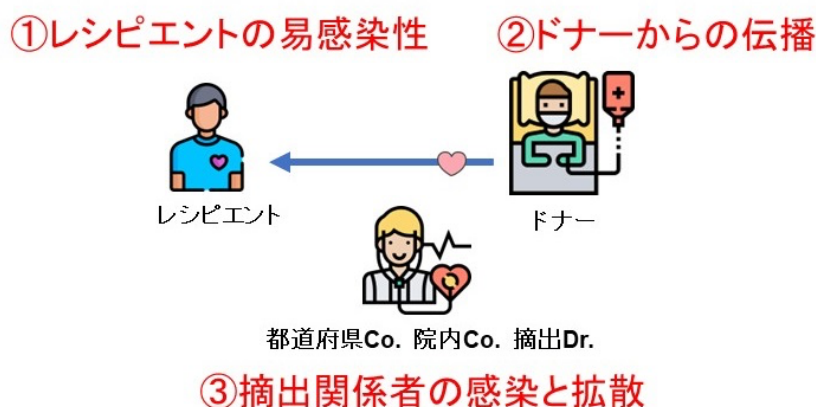 ①レシピエントの易感染性
②ドナーからの伝播
レシピエント
ドナー
都道府県Co. 院内Co. 摘出Dr.
③摘出関係者の感染と拡散